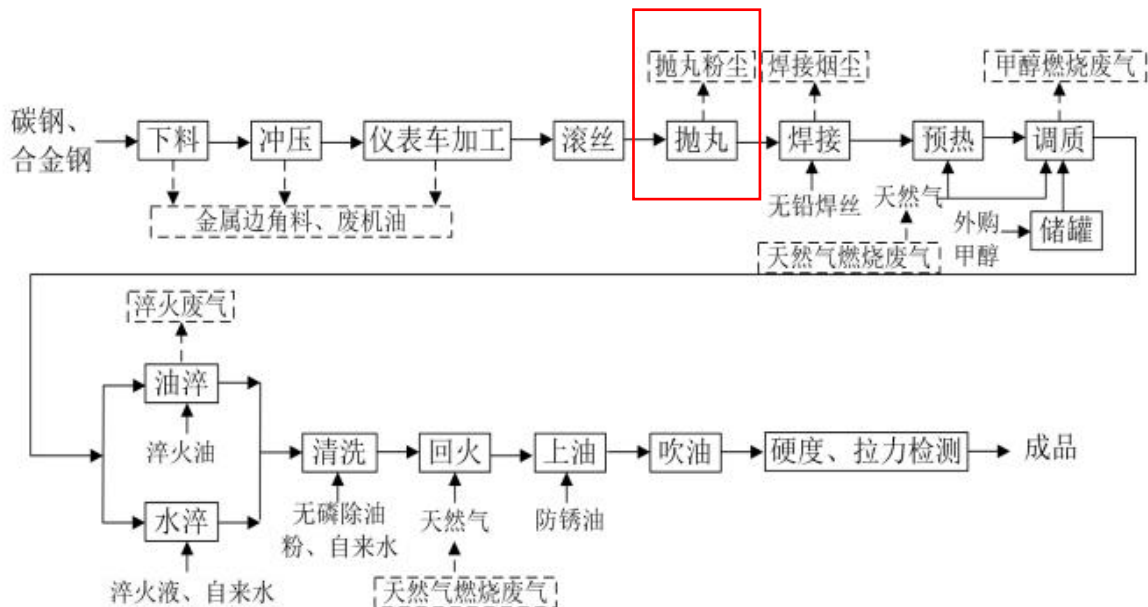 抛丸粉尘
焊接烟尘
甲醇燃烧废气
碳钢、
合金钢
下料
冲压
仪表车加工
滚丝
抛丸
焊接
预热
调质
金属边角料、废机油
无铅焊丝
天然气
外购
甲醇
储罐
天然气燃烧废气
淬火废气
油淬
淬火油
水淬
淬火液、自来水
清洗
回火
上油
吹油
硬度、拉力检测
成品
无磷除油
粉、自来水
天然气
防锈油
天然气燃烧废气